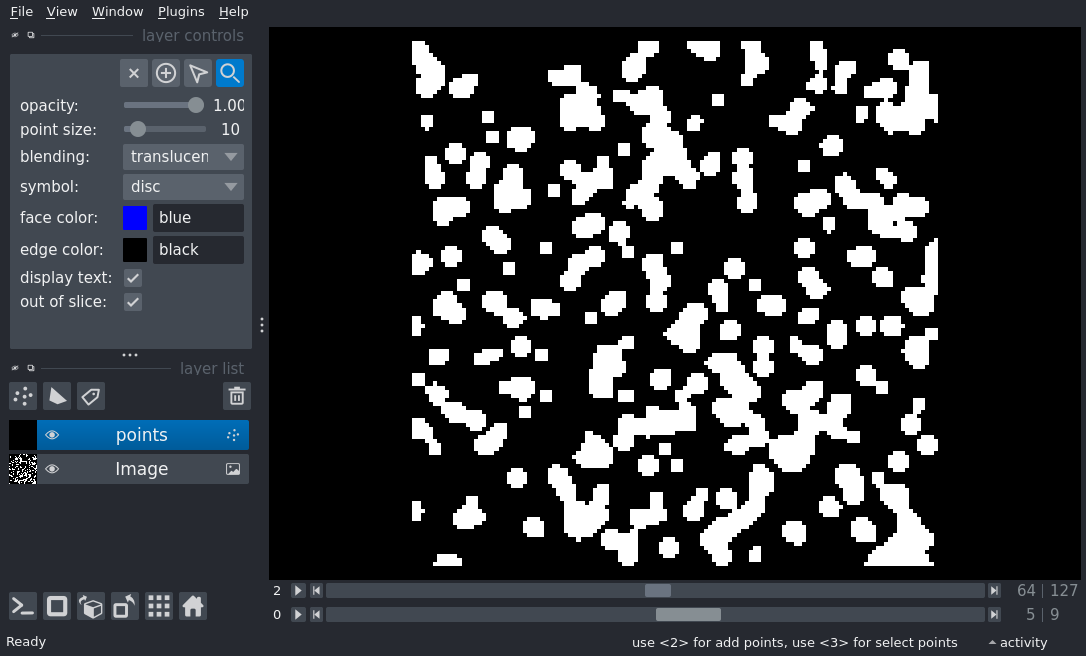 File View Window Plugins Help
layer controls
opacity: 1.00
point size: 10
blending: translucen
symbol: disc
face color: blue
edge color: black
display text:
out of slice:
layer list
points
Image
2 64 | 127
0 5 | 9
Ready use <2> for add points, use <3> for select points activity